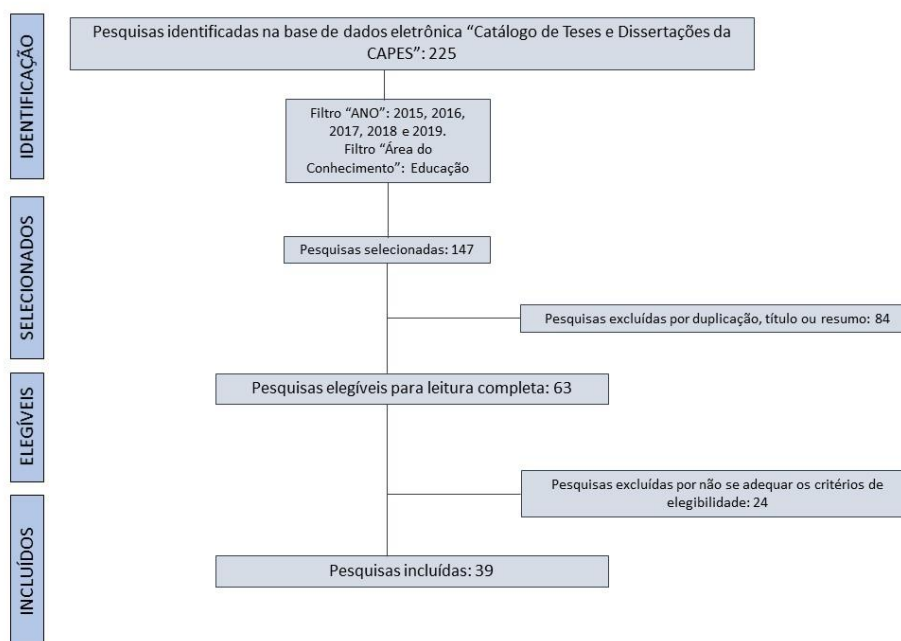 IDENTIFICAÇÃO
Pesquisas identificadas na base de dados eletrônica “Catálogo de Teses e Dissertações da
CAPES”: 225
Filtro “ANO”: 2015, 2016,
2017, 2018 e 2019.
Filtro “Área do
Conhecimento”: Educação
SELECIONADOS
Pesquisas selecionadas: 147
Pesquisas excluídas por duplicação, título ou resumo: 84
ELEGÍVEIS
Pesquisas elegíveis para leitura completa: 63
Pesquisas excluídas por não se adequar os critérios de
elegibilidade: 24
INCLUÍDOS
Pesquisas incluídas: 39